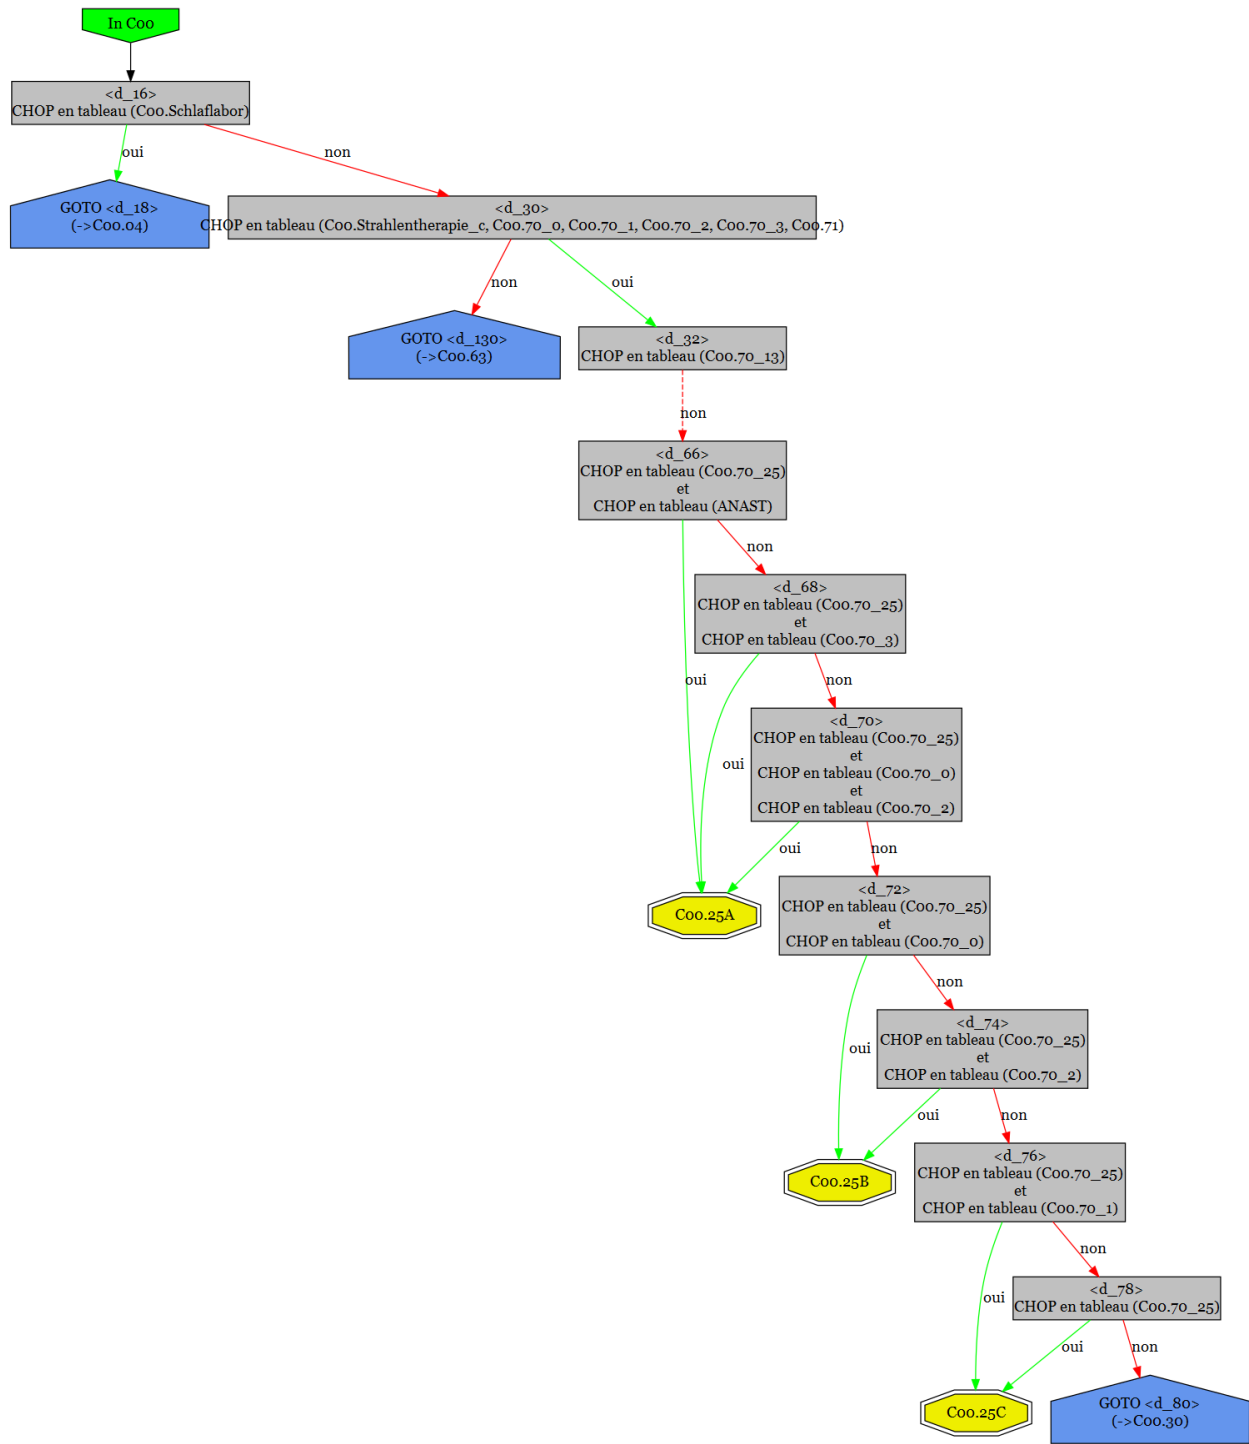 In C00
<d_16>
CHOP en tableau (C00.Schlaflabor)
oui
non
GOTO <d_18>
(->C00.04)
<d_30>
CHOP en tableau (C00.Strahlentherapie_c, C00.70_0, C00.70_1, C00.70_2, C00.70_3, C00.71)
non
oui
GOTO <d_130>
(->C00.63)
<d_32>
CHOP en tableau (C00.70_13)
non
<d_66>
CHOP en tableau (C00.70_25)
et
CHOP en tableau (ANAST)
non
<d_68>
CHOP en tableau (C00.70_25)
et
CHOP en tableau (C00.70_3)
oui
non
<d_70>
CHOP en tableau (C00.70_25)
et
CHOP en tableau (C00.70_0)
et
CHOP en tableau (C00.70_2)
oui
oui
non
C00.25A
<d_72>
CHOP en tableau (C00.70_25)
et
CHOP en tableau (C00.70_0)
non
<d_74>
CHOP en tableau (C00.70_25)
et
CHOP en tableau (C00.70_2)
oui
oui
non
C00.25B
<d_76>
CHOP en tableau (C00.70_25)
et
CHOP en tableau (C00.70_1)
non
<d_78>
CHOP en tableau (C00.70_25)
oui
oui
non
C00.25C
GOTO <d_80>
(->C00.30)